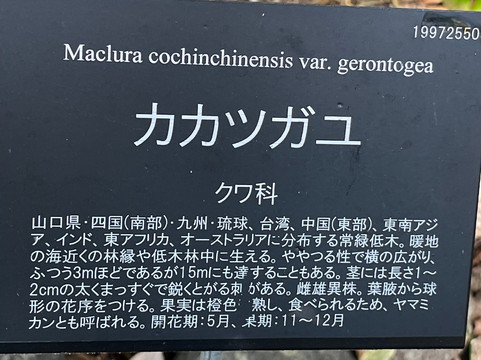 19972550
Maclura cochinchinensis var. gerontogea
カカツガユ
クワ科
山口県・四国(南部)・九州・琉球、台湾、中国(東部)、東南アジ
ア、インド、東アフリカ、オーストラリアに分布する常緑低木。暖地
の海近くの林縁や低木林中に生える。ややつる性で横の広がり、
ふつう3mほどであるが15mにも達することもある。茎には長さ1～
2cmの太くまっすぐで鋭くとがる刺がある。雌雄異株。葉腋から球
形の花序をつける。果実は橙色 熟し、食べられるため、ヤマミ
カンとも呼ばれる。開花期:5月、果期:11～12月